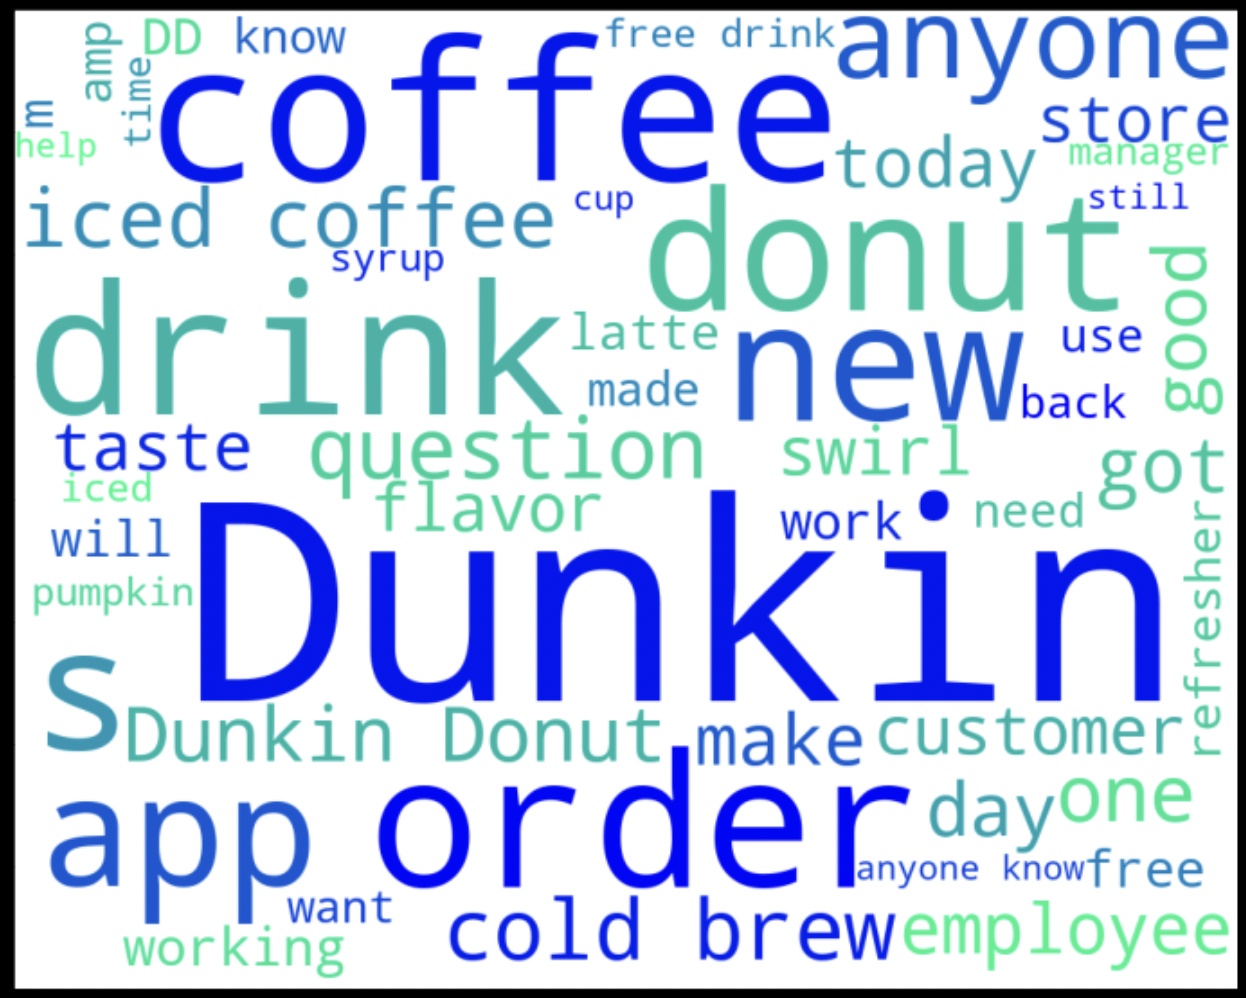 amp
DD
know
coffee
free drink
anyone
m
time
store
help
today
manager
iced coffee
cup
donut
still
syrup
good
drink
latte
new
use
made
back
taste
question
swirl
got
iced
flavor
work
need
will
Dunkin
refresher
pumpkin
s
Dunkin Donut
make
customer
app
order
day
one
anyone know
free
want
cold brew
employee
working